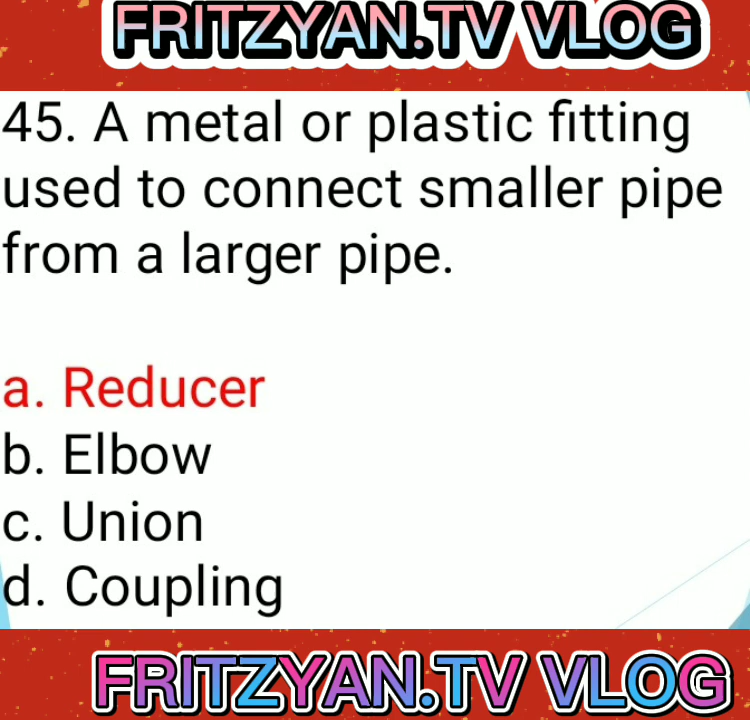 FRITZYAN.TV VLOG
45. A metal or plastic fitting
used to connect smaller pipe
from a larger pipe.
a. Reducer
b. Elbow
c. Union
d. Coupling
FRITZYAN.TV VLOG